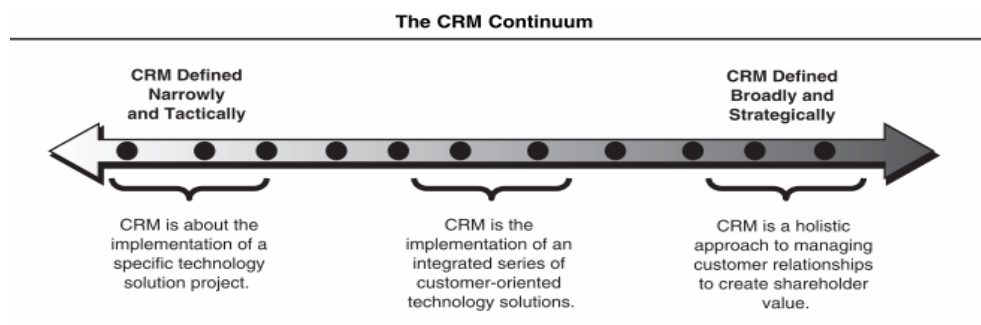 The CRM Continuum
CRM Defined
Narrowly
and Tactically
CRM Defined
Broadly and
Strategically
CRM is about the
implementation of a
specific technology
solution project.
CRM is the
implementation of an
integrated series of
customer-oriented
technology solutions.
CRM is a holistic
approach to managing
customer relationships
to create shareholder
value.